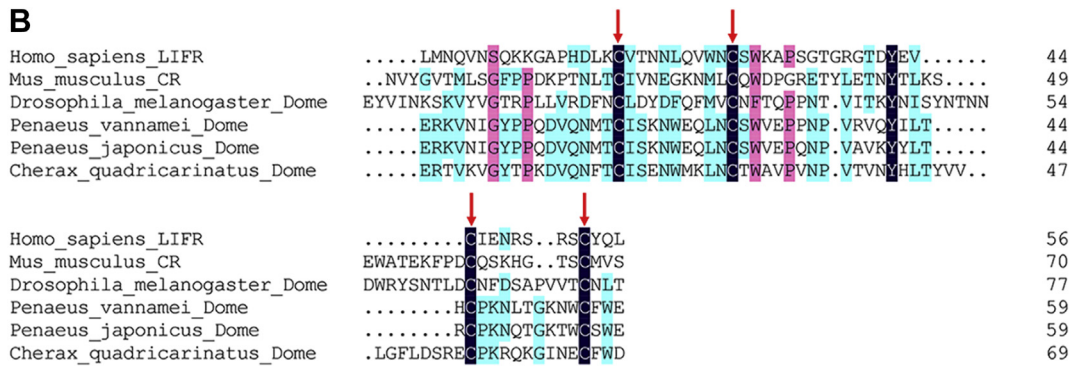 B
Homo_sapiens_LIFR .....LMNQVNSQKKGAPHDLKCVTNNLQVWNCSWKAPSGTGRGTDYEV...... 44
Mus_musculus_CR ..NVYGVTMLSGFPPDKPTNLTCIVNEGKNMLCQWDPGRETYLETNYTLKS.... 49
Drosophila_melanogaster_Dome EYVINKSKVYVGTRPLLVRDFNCLDYDFQFMVCNFTQPPNT.VITKYNISYNTNN 54
Penaeus_vannamei_Dome .....ERKVNIGYPPQDVQNMTCISKNWEQLNCSWVEPPNP.VRVQYILT..... 44
Penaeus_japonicus_Dome .....ERKVNIGYPPQDVQNMTCISKNWEQLNCSWVEPQNP.VAVKYYLT..... 44
Cherax_quadricarinatus_Dome .....ERTVKVGYTPKDVQNFTCISENWMKLNCTWAVPVNP.VTVNYHLTYVV.. 47
Homo_sapiens_LIFR .........CIENRS..RSCYQL 56
Mus_musculus_CR EWATEKFPDCQSKHG..TSCMVS 70
Drosophila_melanogaster_Dome DWRYSNTLDCNFDSAPVVTCNLT 77
Penaeus_vannamei_Dome ........HCPKNLTGKNWCFWE 59
Penaeus_japonicus_Dome ........RCPKNQTGKTWCSWE 59
Cherax_quadricarinatus_Dome .LGFLDSRECPKRQKGINECFWD 69